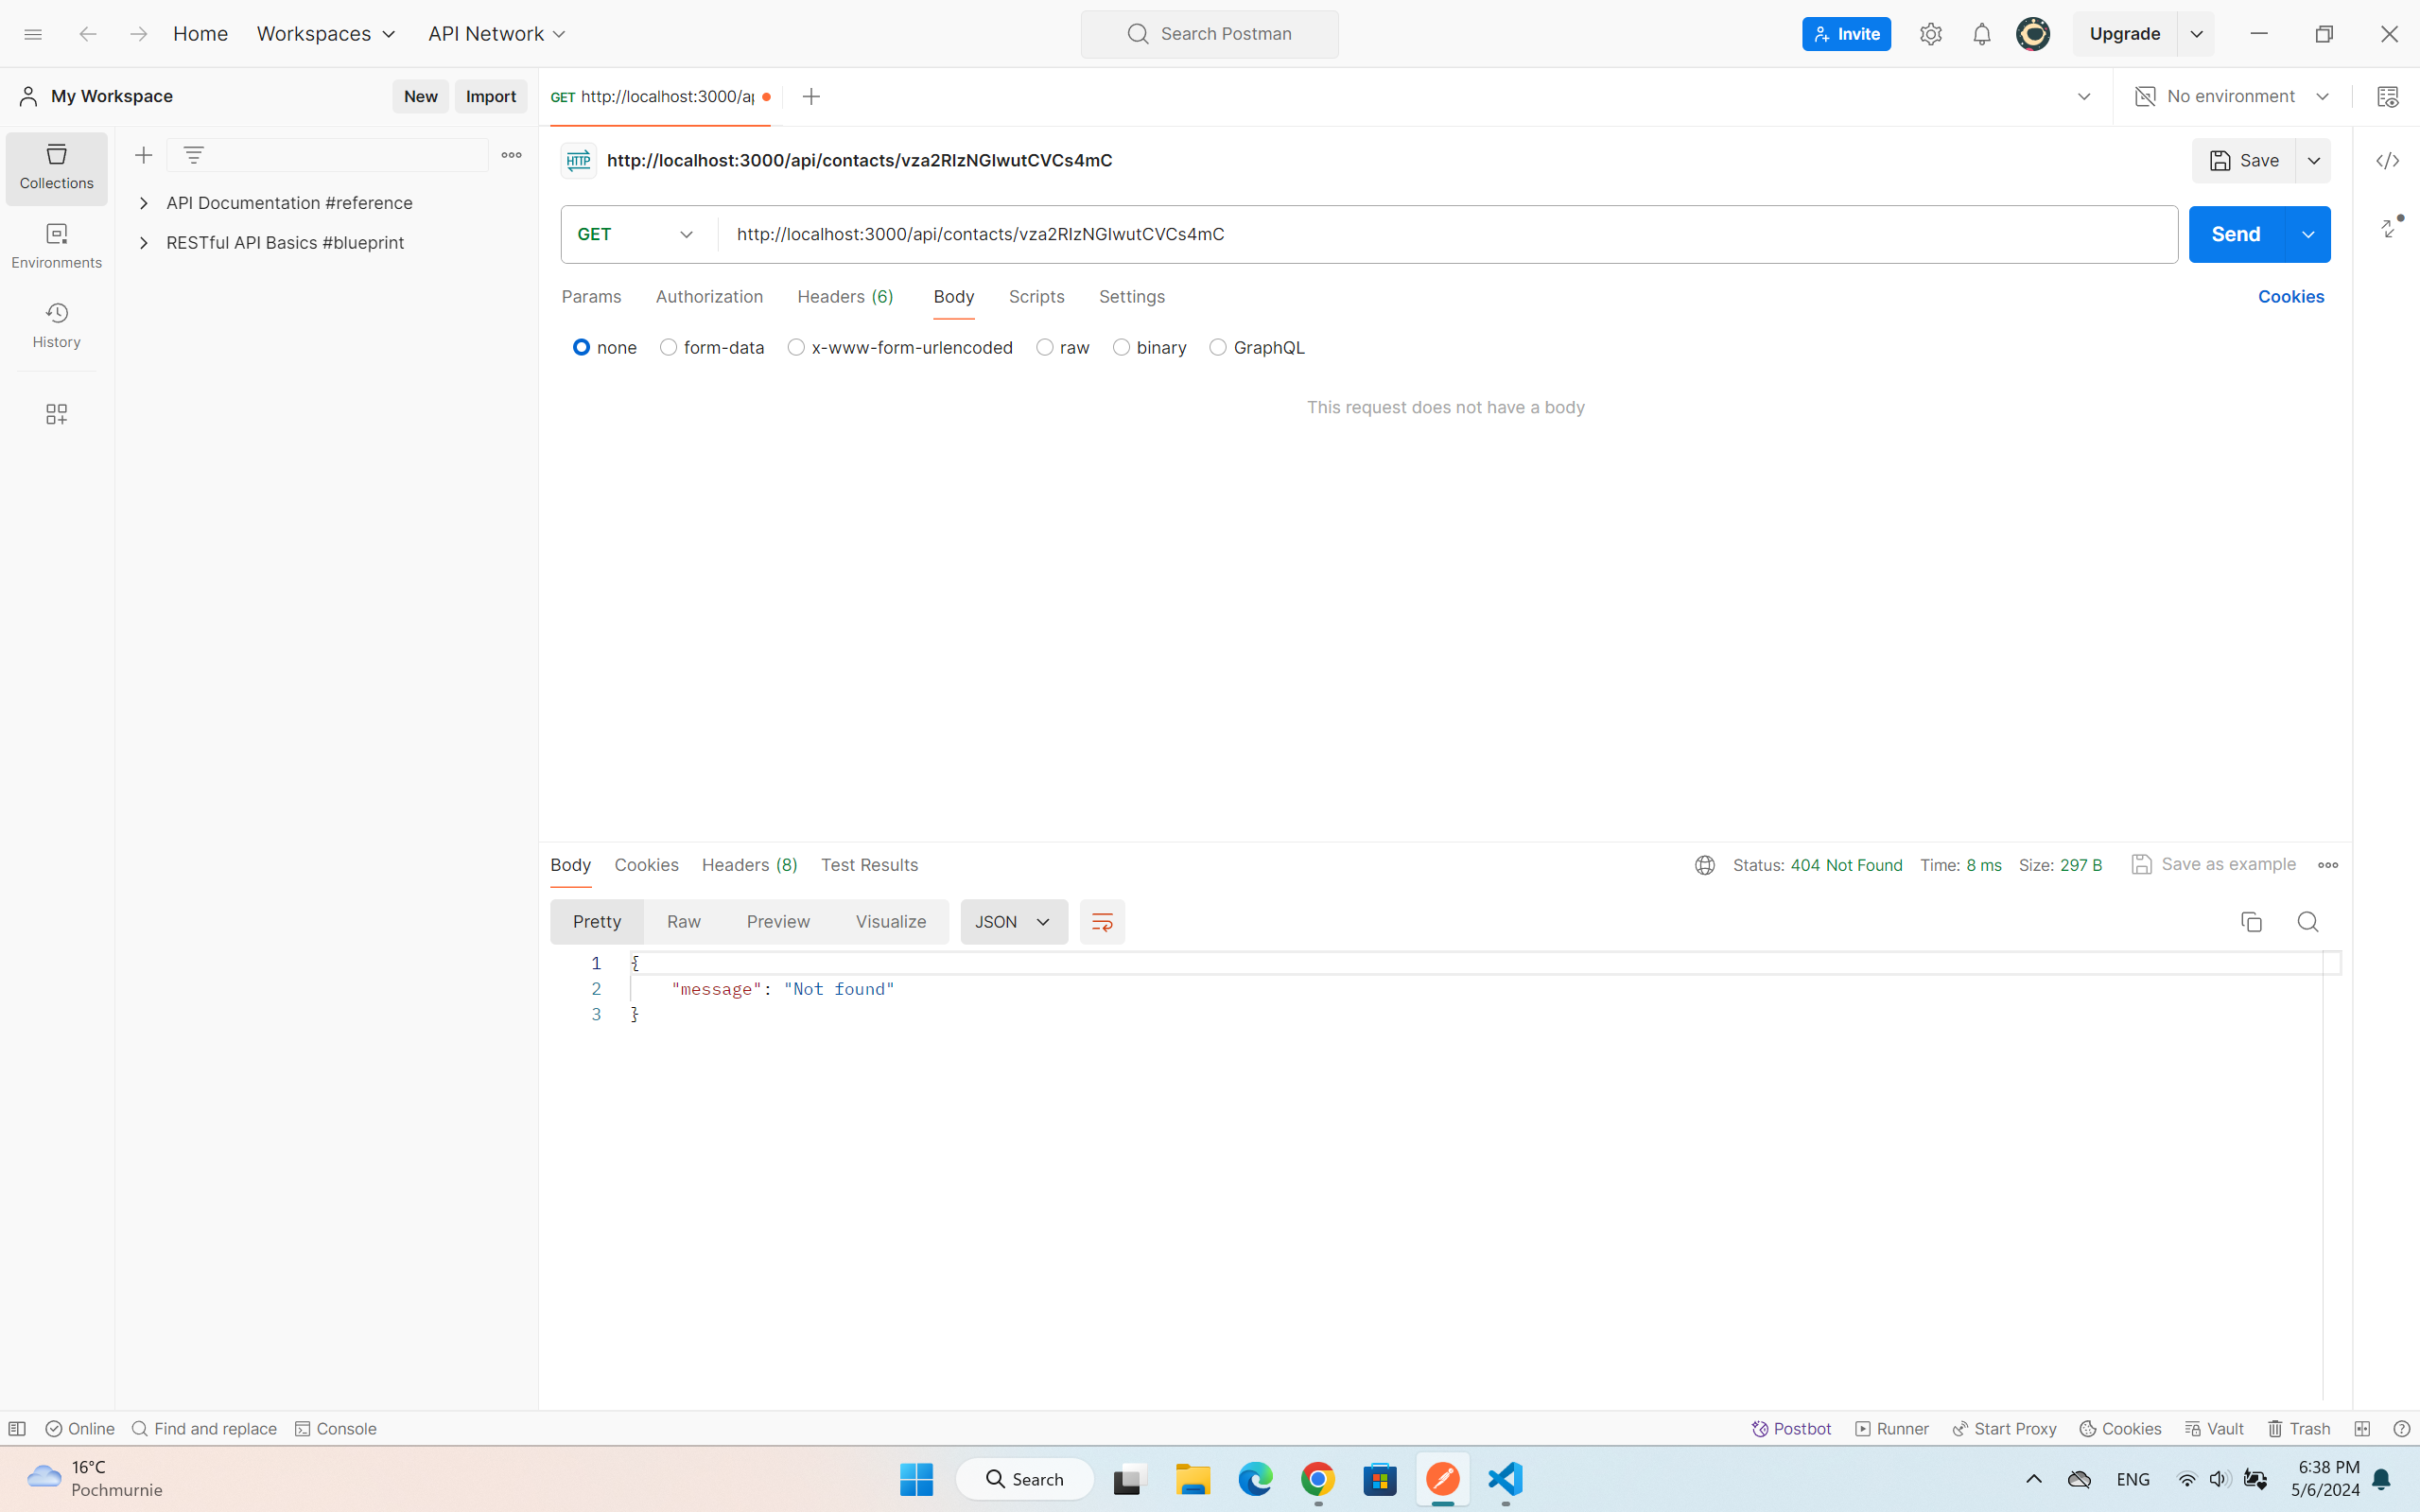 Home Workspaces API Network Search Postman Invite Upgrade
My Workspace New Import GET http://localhost:3000/ap No environment
Collections
Environments
History
API Documentation #reference
RESTful API Basics #blueprint
HTTP http://localhost:3000/api/contacts/vza2RIzNGIwutCVCs4mC Save
GET http://localhost:3000/api/contacts/vza2RIzNGIwutCVCs4mC Send
Params Authorization Headers (6) Body Scripts Settings Cookies
none form-data x-www-form-urlencoded raw binary GraphQL
This request does not have a body
Body Cookies Headers (8) Test Results Status: 404 Not Found Time: 8 ms Size: 297 B Save as example
Pretty Raw Preview Visualize JSON
1 {
2 "message": "Not found"
3 }
Online Find and replace Console Postbot Runner Start Proxy Cookies Vault Trash
16°C
Pochmurnie
Search
ENG
6:38 PM
5/6/2024